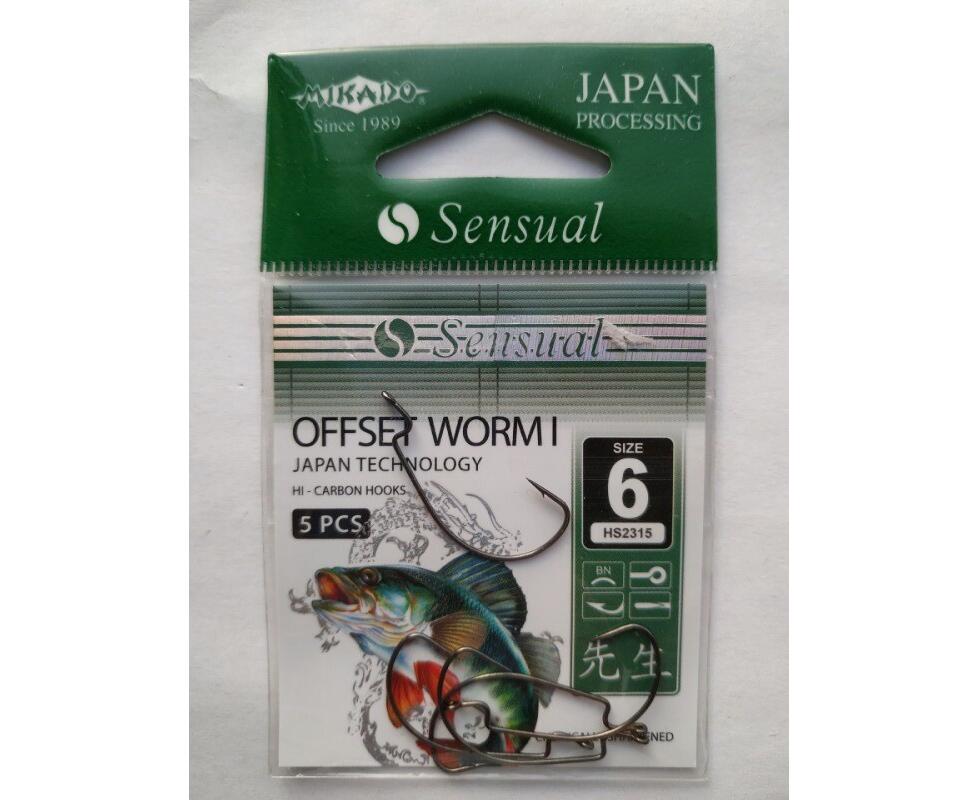 MIKADO®
Since 1989
JAPAN
PROCESSING
Sensual
Sensual
OFFSET WORM I
JAPAN TECHNOLOGY
HI - CARBON HOOKS
5 PCS
SIZE
6
HS2315
BN
先生